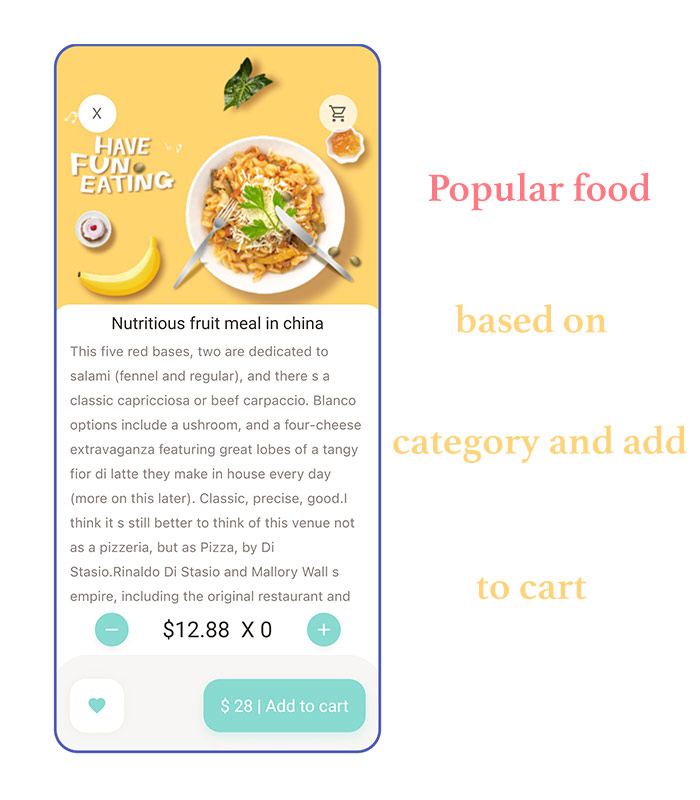 X
HAVE
FUN
EATING
Nutritious fruit meal in china
This five red bases, two are dedicated to
salami (fennel and regular), and there s a
classic capricciosa or beef carpaccio. Blanco
options include a ushroom, and a four-cheese
extravaganza featuring great lobes of a tangy
fior di latte they make in house every day
(more on this later). Classic, precise, good.I
think it s still better to think of this venue not
as a pizzeria, but as Pizza, by Di
Stasio.Rinaldo Di Stasio and Mallory Wall s
empire, including the original restaurant and
$12.88 X 0
$ 28 | Add to cart
Popular food
based on
category and add
to cart